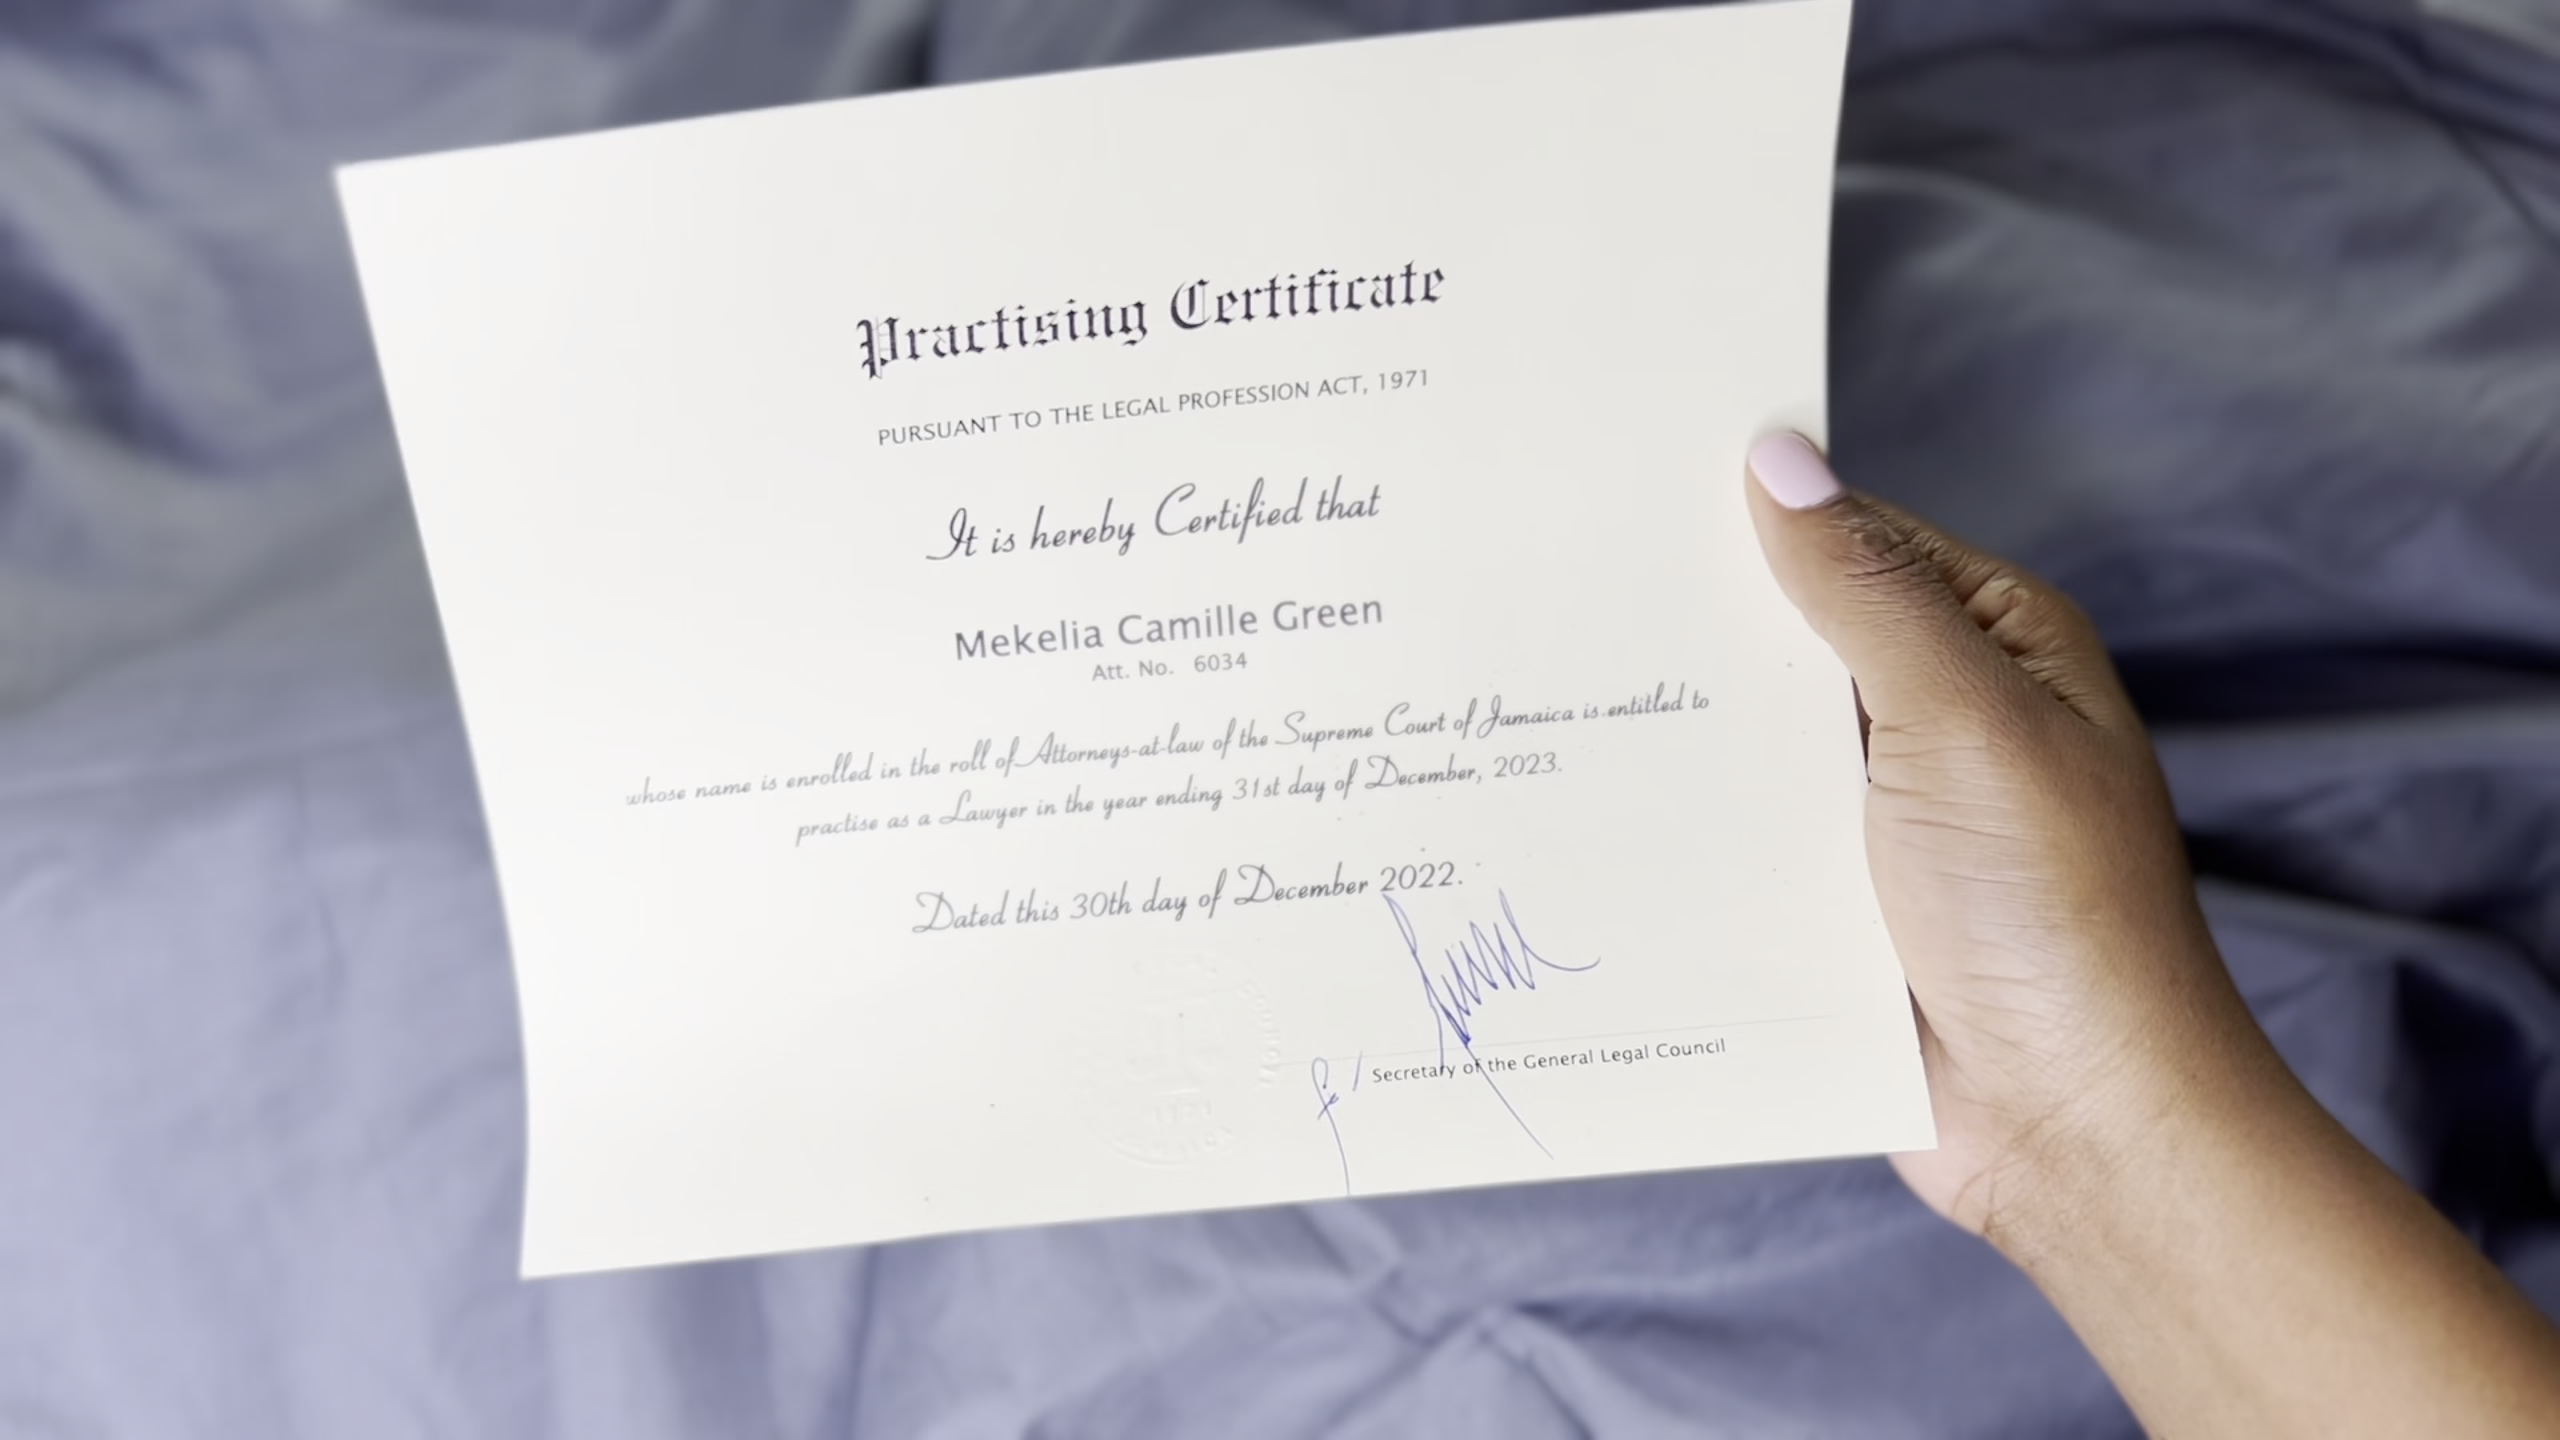 Practising Certificate
PURSUANT TO THE LEGAL PROFESSION ACT, 1971
It is hereby Certified that
Mekelia Camille Green
Att. No. 6034
whose name is enrolled in the roll of Attorneys-at-law of the Supreme Court of Jamaica is entitled to
practise as a Lawyer in the year ending 31st day of December, 2023.
Dated this 30th day of December 2022.
Secretary of the General Legal Council